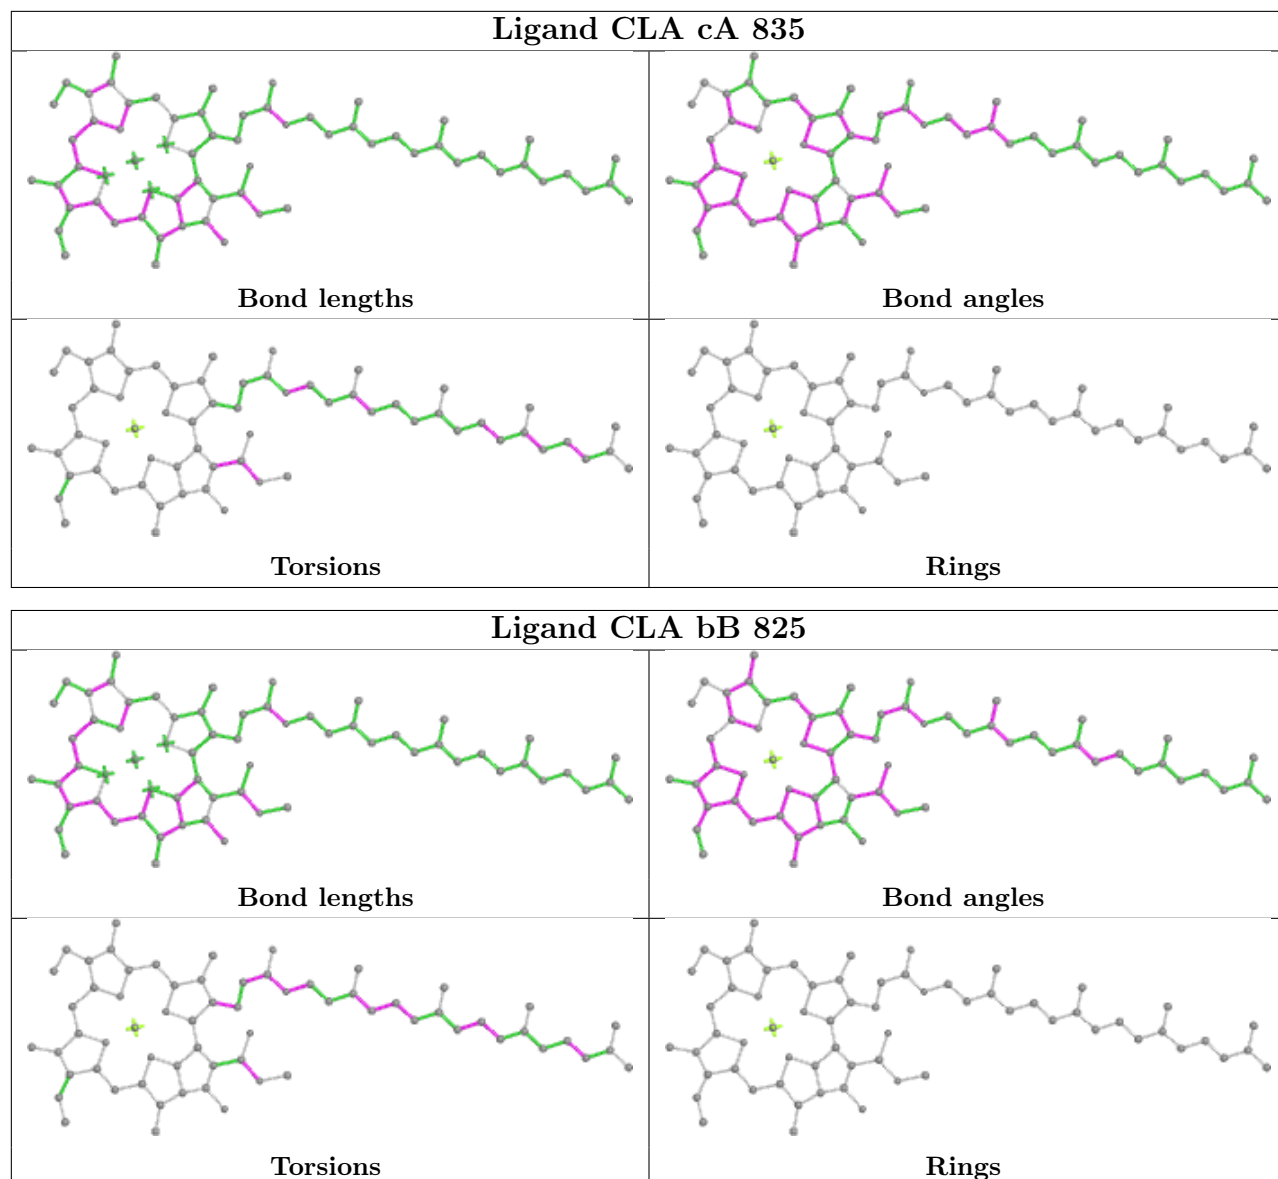 Ligand CLA cA 835
Bond lengths
Bond angles
Torsions
Rings
Ligand CLA bB 825
Bond lengths
Bond angles
Torsions
Rings